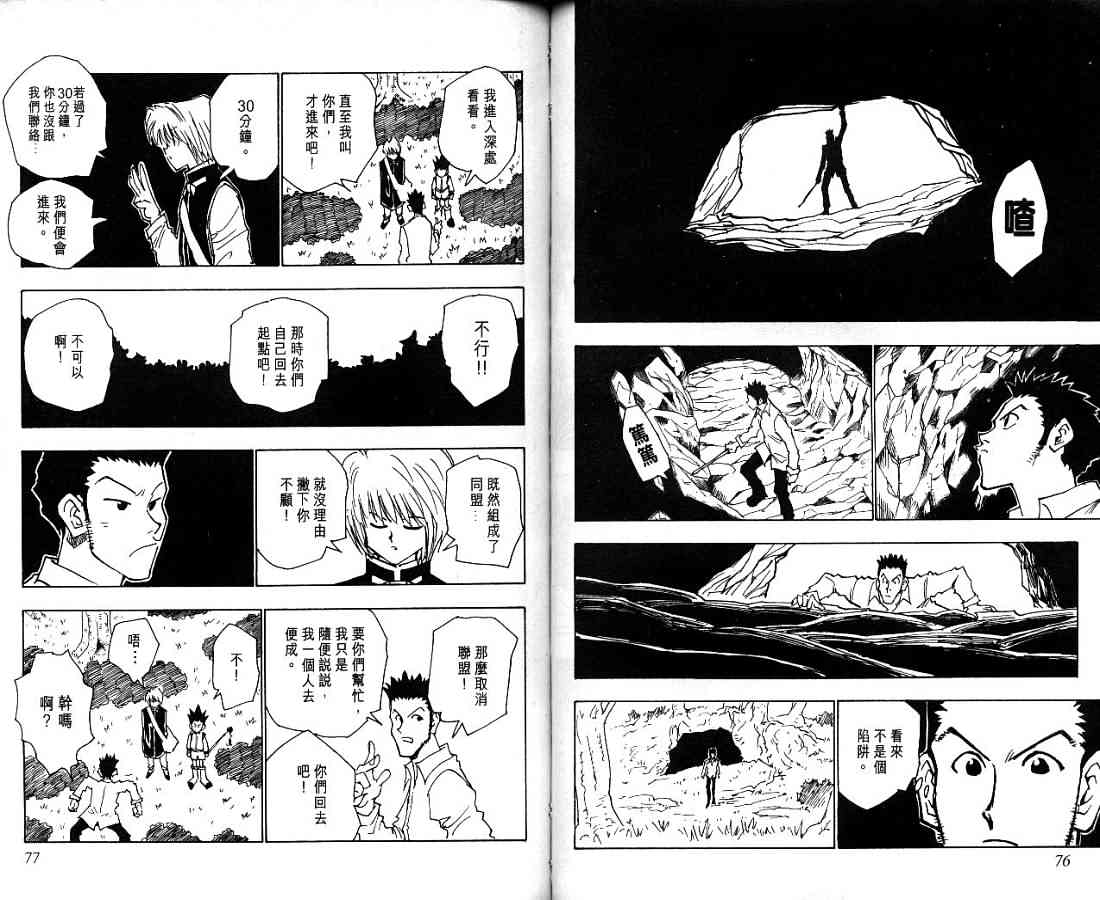 喳
篤篤
看來
不是個
陷阱。
76
我進入深處
看看。
直至我叫
你們，
才進來吧！
30分鐘。
若過了
30分鐘，
你也沒跟
我們聯絡…
我們便會
進來。
不行!!
那時你們
自己回去
起點吧！
不可以
啊！
既然組成了
同盟…
就沒理由
撇下你
不顧！
那麼取消
聯盟！
要你們幫忙，
我只是
隨便說說，
我一個人去
便成。
你們回去
吧！
不！
唔…
幹嗎
啊？
77